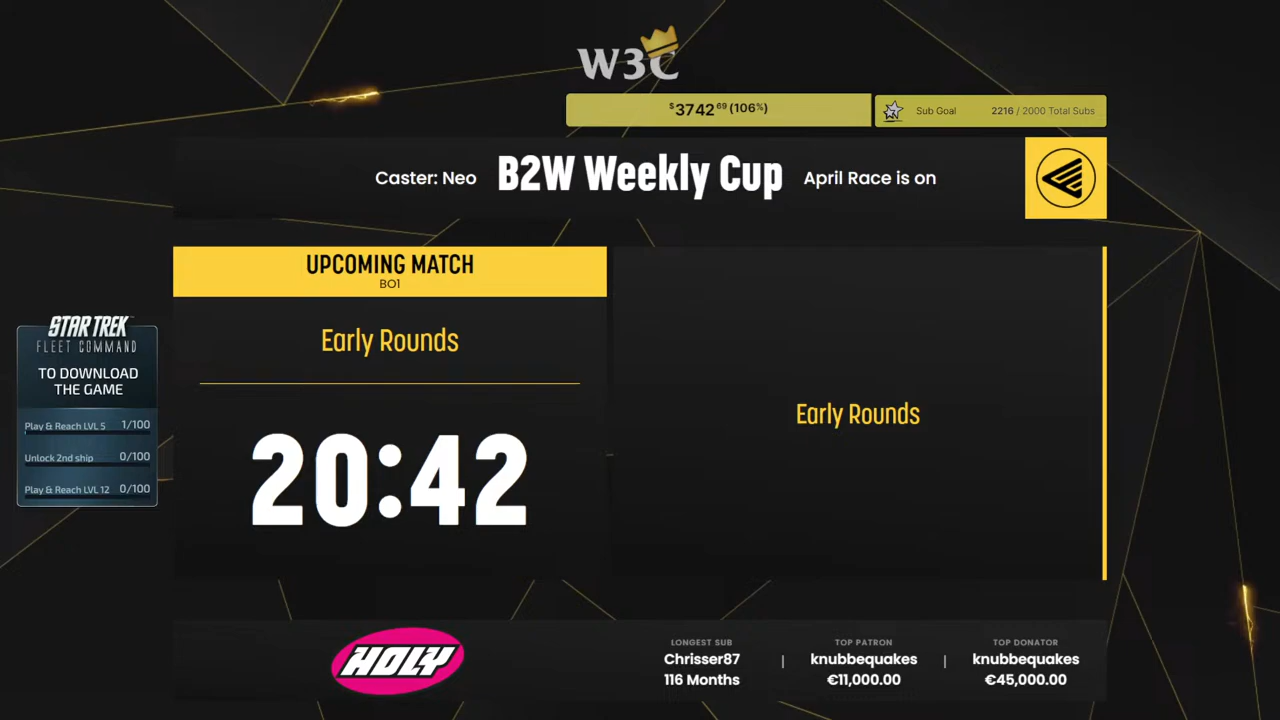 W3C
$3742.69 (106%)
Sub Goal 2216 / 2000 Total Subs
Caster: Neo B2W Weekly Cup April Race is on
UPCOMING MATCH
BO1
Early Rounds
20:42
Early Rounds
STAR TREK
FLEET COMMAND
TO DOWNLOAD
THE GAME
Play & Reach LVL 5 1/100
Unlock 2nd ship 0/100
Play & Reach LVL 12 0/100
HOLY
LONGEST SUB
Chrisser87
116 Months
TOP PATRON
knubbequakes
€11,000.00
TOP DONATOR
knubbequakes
€45,000.00